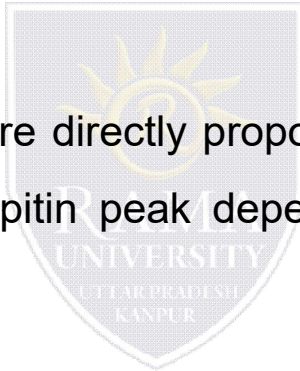 re directly propo
pitin peak depe
RAMA
UNIVERSITY
UTTAR PRADESH
KANPUR